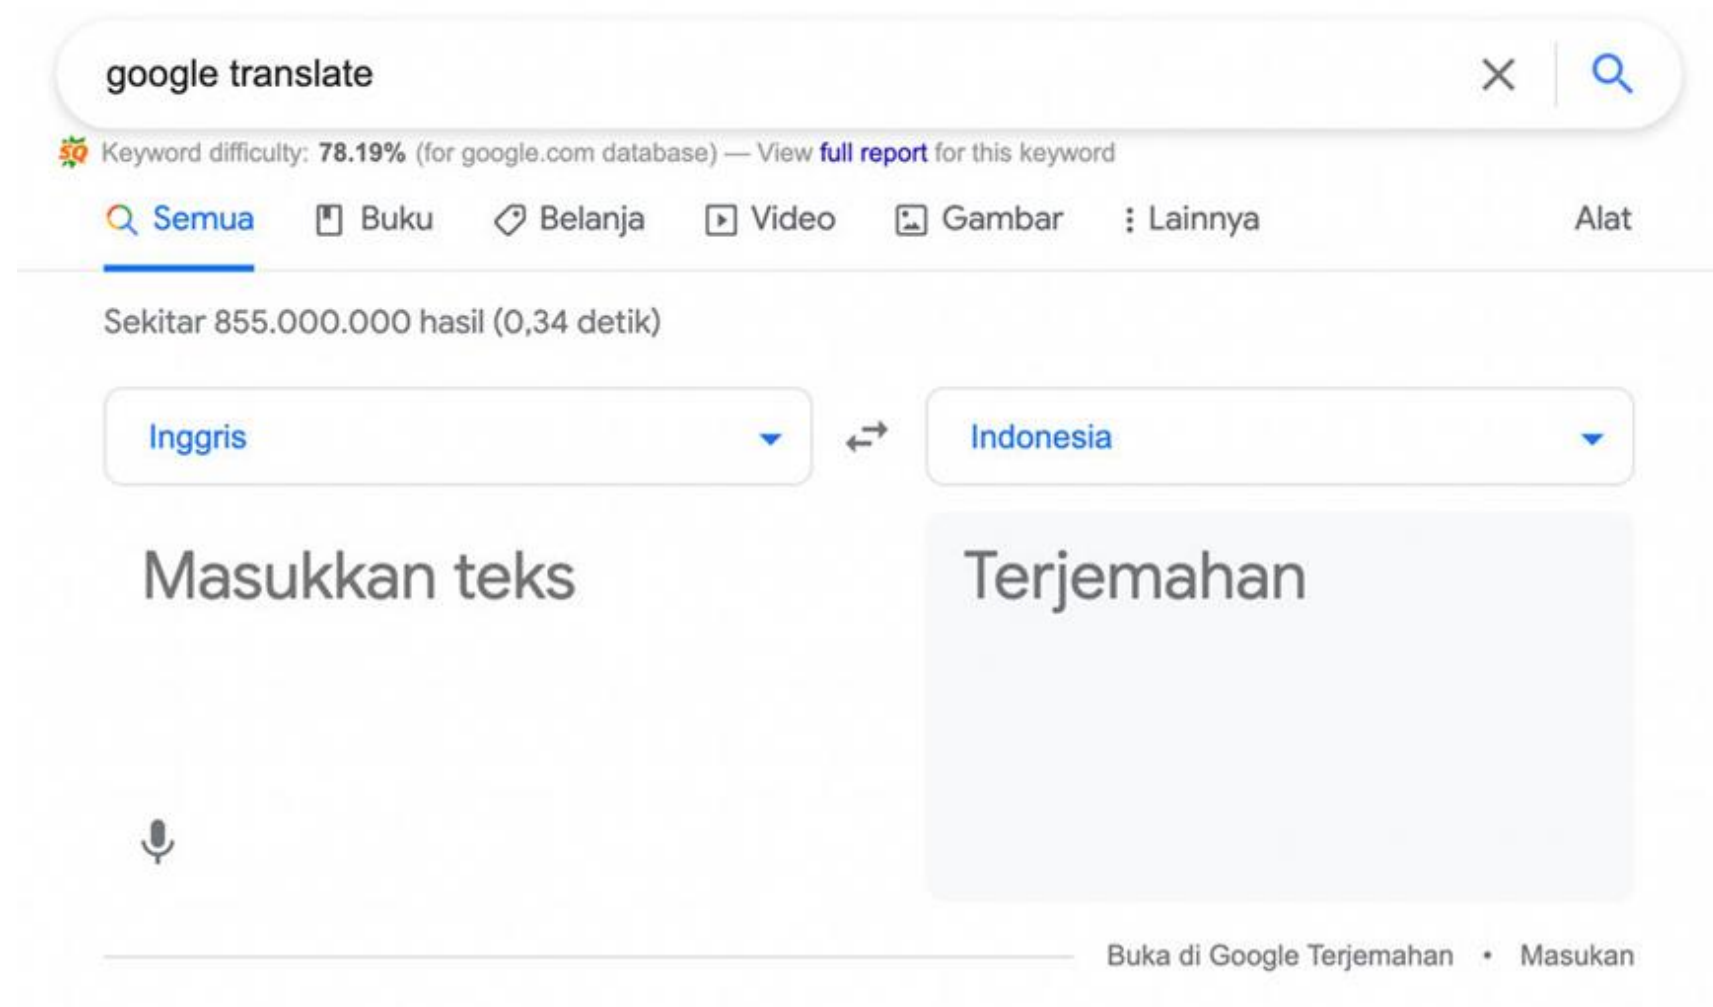 google translate
SQ Keyword difficulty: 78.19% (for google.com database) — View full report for this keyword
Semua Buku Belanja Video Gambar Lainnya Alat
Sekitar 855.000.000 hasil (0,34 detik)
Inggris Indonesia
Masukkan teks Terjemahan
Buka di Google Terjemahan • Masukan